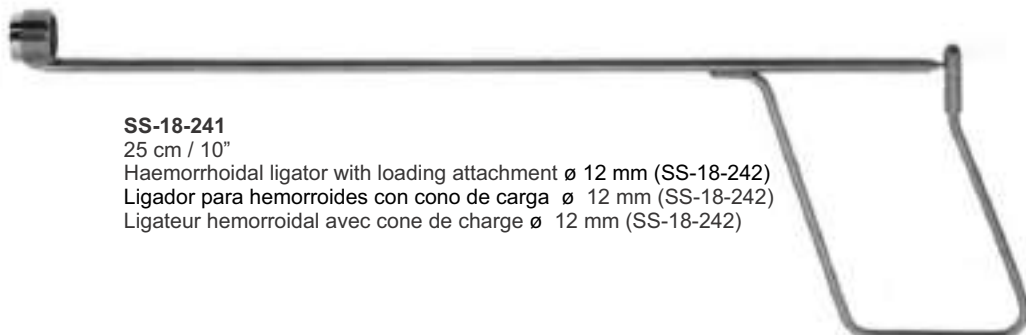 SS-18-241
25 cm / 10”
Haemorrhoidal ligator with loading attachment ø 12 mm (SS-18-242)
Ligador para hemorroides con cono de carga ø 12 mm (SS-18-242)
Ligateur hemorroidal avec cone de charge ø 12 mm (SS-18-242)